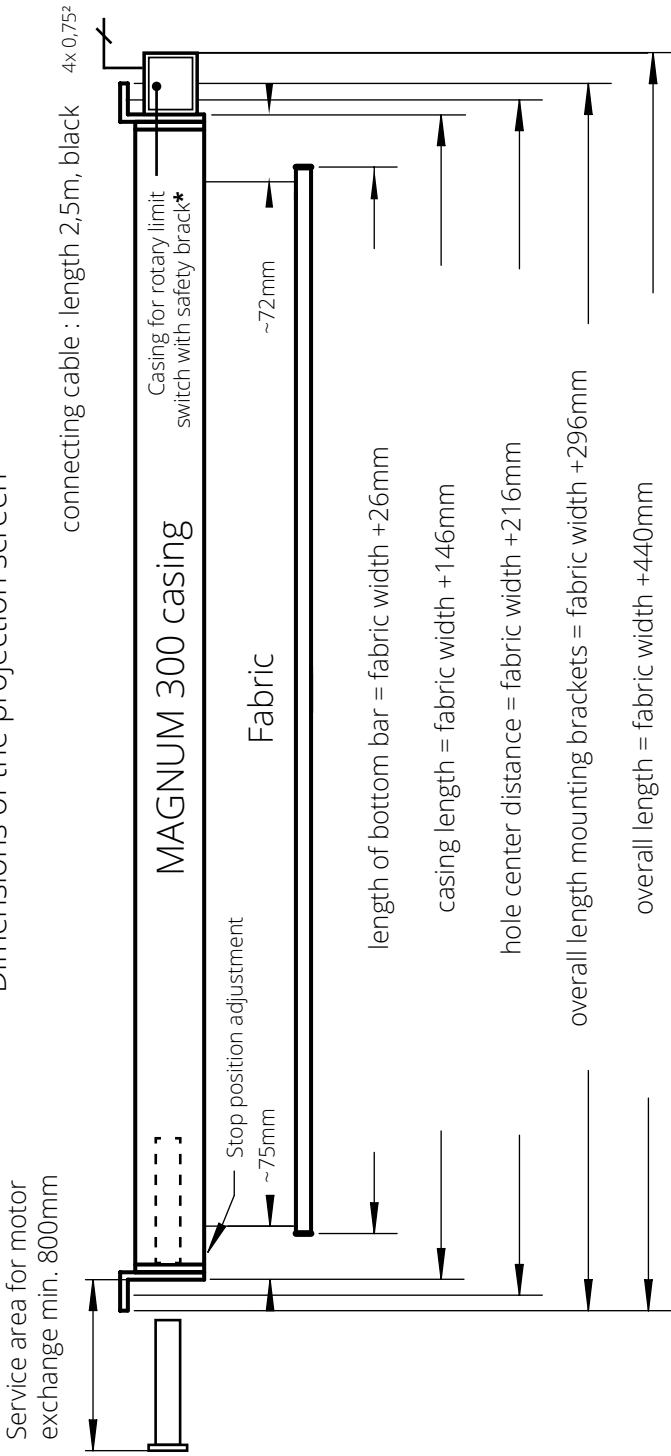 Dimensions of the projection screen
Service area for motor
exchange min. 800mm
connecting cable : length 2,5m, black
4x 0,75²
MAGNUM 300 casing
Casing for rotary limit
switch with safety brack*
Stop position adjustment
~75mm
Fabric
~72mm
length of bottom bar = fabric width +26mm
casing length = fabric width +146mm
hole center distance = fabric width +216mm
overall length mounting brackets = fabric width +296mm
overall length = fabric width +440mm